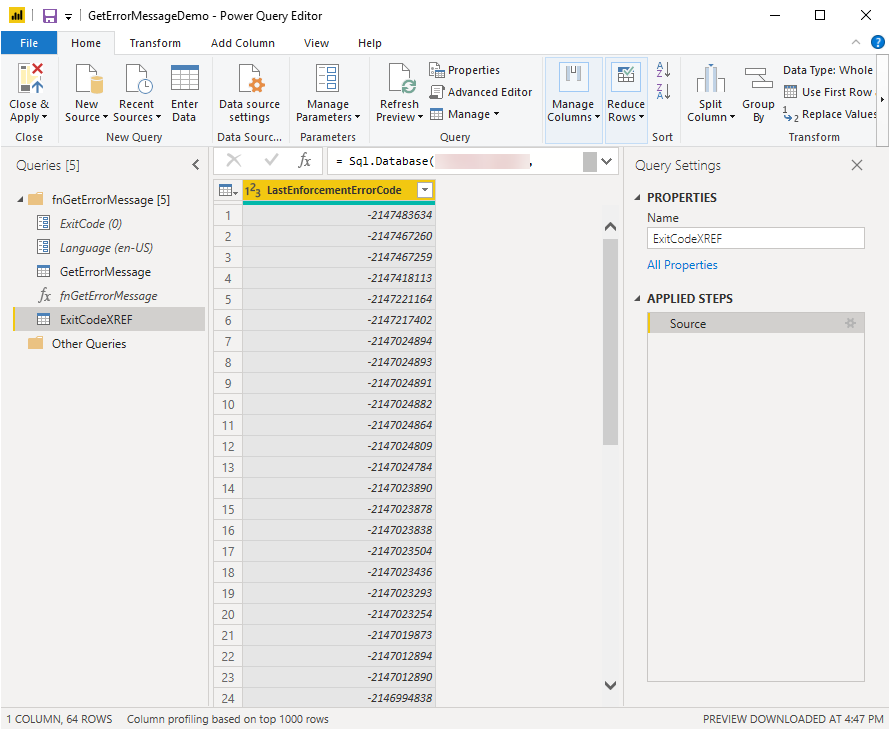 GetErrorMessageDemo - Power Query Editor
File Home Transform Add Column View Help
Close & Apply
Close
New Source
Recent Sources
Enter Data
New Query
Data source settings
Data Sourc...
Manage Parameters
Parameters
Refresh Preview
Properties
Advanced Editor
Manage
Query
Manage Columns
Reduce Rows
Sort
Split Column
Group By
Data Type: Whole
Use First Row
Replace Values
Transform
Queries [5]
fnGetErrorMessage [5]
ExitCode (0)
Language (en-US)
GetErrorMessage
fx fnGetErrorMessage
ExitCodeXREF
Other Queries
fx = Sql.Database( ,
123 LastEnforcementErrorCode
1 -2147483634
2 -2147467260
3 -2147467259
4 -2147418113
5 -2147221164
6 -2147217402
7 -2147024894
8 -2147024893
9 -2147024891
10 -2147024882
11 -2147024864
12 -2147024809
13 -2147024784
14 -2147023890
15 -2147023878
16 -2147023838
17 -2147023504
18 -2147023436
19 -2147023293
20 -2147023254
21 -2147019873
22 -2147012894
23 -2147012890
24 -2146994838
Query Settings
PROPERTIES
Name
ExitCodeXREF
All Properties
APPLIED STEPS
Source
1 COLUMN, 64 ROWS Column profiling based on top 1000 rows PREVIEW DOWNLOADED AT 4:47 PM